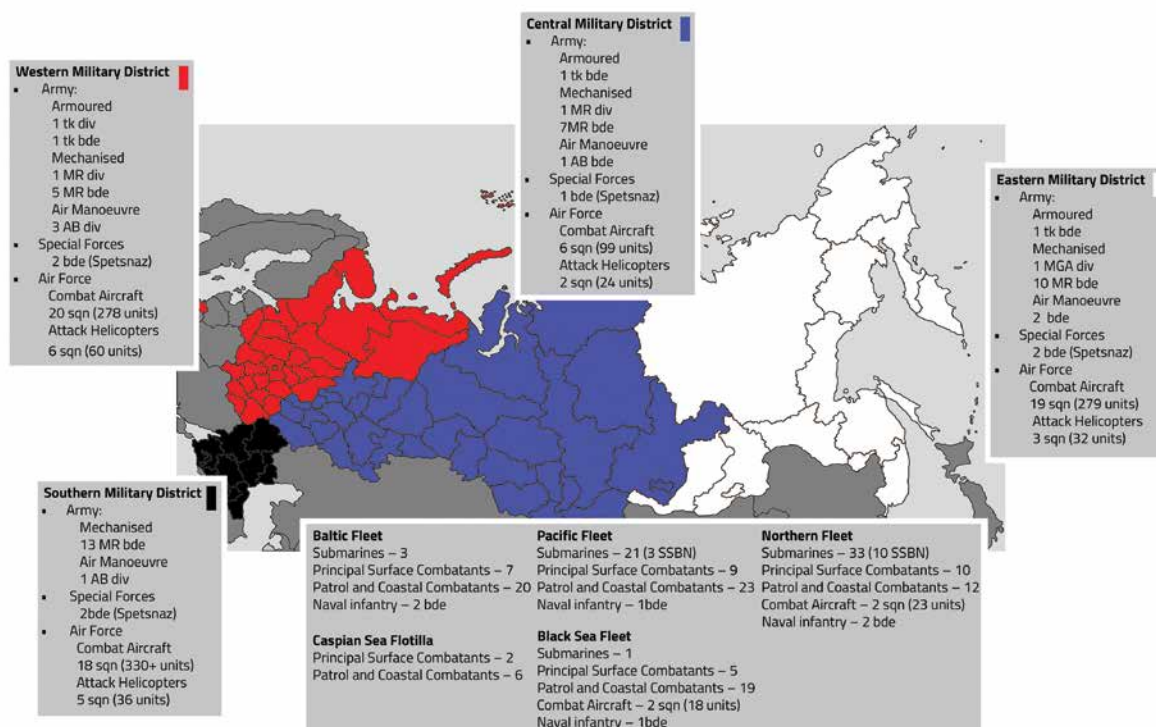 Western Military District
▪ Army:
Armoured
1 tk div
1 tk bde
Mechanised
1 MR div
5 MR bde
Air Manoeuvre
3 AB div
▪ Special Forces
2 bde (Spetsnaz)
▪ Air Force
Combat Aircraft
20 sqn (278 units)
Attack Helicopters
6 sqn (60 units)
Central Military District
▪ Army:
Armoured
1 tk bde
Mechanised
1 MR div
7MR bde
Air Manoeuvre
1 AB bde
▪ Special Forces
1 bde (Spetsnaz)
▪ Air Force
Combat Aircraft
6 sqn (99 units)
Attack Helicopters
2 sqn (24 units)
Eastern Military District
▪ Army:
Armoured
1 tk bde
Mechanised
1 MGA div
10 MR bde
Air Manoeuvre
2 bde
▪ Special Forces
2 bde (Spetsnaz)
▪ Air Force
Combat Aircraft
19 sqn (279 units)
Attack Helicopters
3 sqn (32 units)
Southern Military District
▪ Army:
Mechanised
13 MR bde
Air Manoeuvre
1 AB div
▪ Special Forces
2bde (Spetsnaz)
▪ Air Force
Combat Aircraft
18 sqn (330+ units)
Attack Helicopters
5 sqn (36 units)
Baltic Fleet
Submarines – 3
Principal Surface Combatants – 7
Patrol and Coastal Combatants – 20
Naval infantry – 2 bde
Caspian Sea Flotilla
Principal Surface Combatants – 2
Patrol and Coastal Combatants – 6
Pacific Fleet
Submarines – 21 (3 SSBN)
Principal Surface Combatants – 9
Patrol and Coastal Combatants – 23
Naval infantry – 1bde
Black Sea Fleet
Submarines – 1
Principal Surface Combatants – 5
Patrol and Coastal Combatants – 19
Combat Aircraft – 2 sqn (18 units)
Naval infantry – 1bde
Northern Fleet
Submarines – 33 (10 SSBN)
Principal Surface Combatants – 10
Patrol and Coastal Combatants – 12
Combat Aircraft – 2 sqn (23 units)
Naval infantry – 2 bde